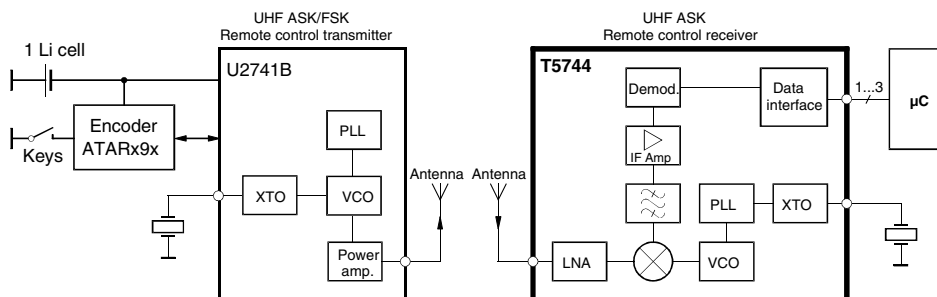 UHF ASK/FSK
Remote control transmitter
UHF ASK
Remote control receiver
1 Li cell
U2741B
T5744
Demod.
Data
interface
1...3
µC
Encoder
ATARx9x
Keys
PLL
IF Amp
Antenna
Antenna
XTO
VCO
PLL
XTO
Power
amp.
LNA
VCO